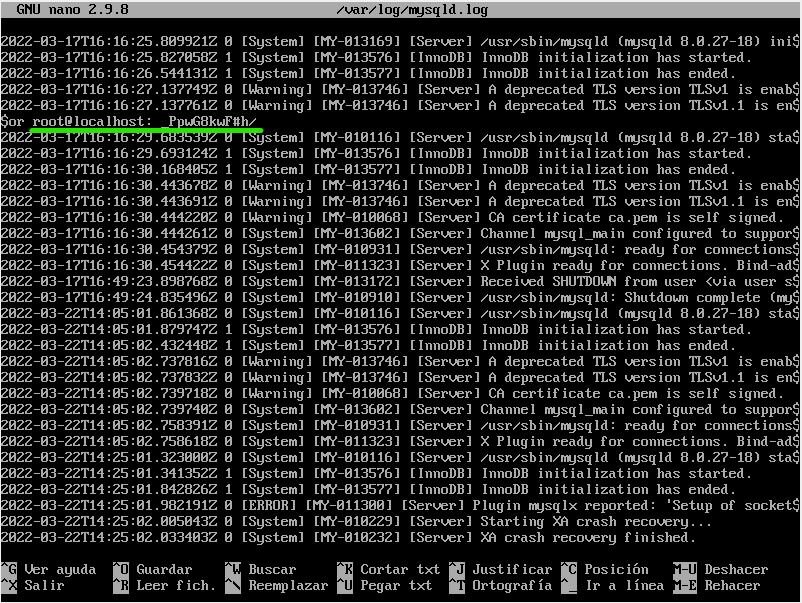 GNU nano 2.9.8 /var/log/mysqld.log
2022-03-17T16:16:25.809921Z 0 [System] [MY-013169] [Server] /usr/sbin/mysqld (mysqld 8.0.27-18) ini$
2022-03-17T16:16:25.827058Z 1 [System] [MY-013576] [InnoDB] InnoDB initialization has started.
2022-03-17T16:16:26.544131Z 1 [System] [MY-013577] [InnoDB] InnoDB initialization has ended.
2022-03-17T16:16:27.137749Z 0 [Warning] [MY-013746] [Server] A deprecated TLS version TLSv1 is enab$
2022-03-17T16:16:27.137761Z 0 [Warning] [MY-013746] [Server] A deprecated TLS version TLSv1.1 is en$
$or root@localhost: _PpwG8kwF#h/
2022-03-17T16:16:29.683539Z 0 [System] [MY-010116] [Server] /usr/sbin/mysqld (mysqld 8.0.27-18) sta$
2022-03-17T16:16:29.693124Z 1 [System] [MY-013576] [InnoDB] InnoDB initialization has started.
2022-03-17T16:16:30.168405Z 1 [System] [MY-013577] [InnoDB] InnoDB initialization has ended.
2022-03-17T16:16:30.443678Z 0 [Warning] [MY-013746] [Server] A deprecated TLS version TLSv1 is enab$
2022-03-17T16:16:30.443691Z 0 [Warning] [MY-013746] [Server] A deprecated TLS version TLSv1.1 is en$
2022-03-17T16:16:30.444220Z 0 [Warning] [MY-010068] [Server] CA certificate ca.pem is self signed.
2022-03-17T16:16:30.444261Z 0 [System] [MY-013602] [Server] Channel mysql_main configured to suppor$
2022-03-17T16:16:30.454379Z 0 [System] [MY-010931] [Server] /usr/sbin/mysqld: ready for connections$
2022-03-17T16:16:30.454422Z 0 [System] [MY-011323] [Server] X Plugin ready for connections. Bind-ad$
2022-03-17T16:49:23.898768Z 0 [System] [MY-013172] [Server] Received SHUTDOWN from user <via user s$
2022-03-17T16:49:24.835496Z 0 [System] [MY-010910] [Server] /usr/sbin/mysqld: Shutdown complete (my$
2022-03-22T14:05:01.861368Z 0 [System] [MY-010116] [Server] /usr/sbin/mysqld (mysqld 8.0.27-18) sta$
2022-03-22T14:05:01.879747Z 1 [System] [MY-013576] [InnoDB] InnoDB initialization has started.
2022-03-22T14:05:02.432448Z 1 [System] [MY-013577] [InnoDB] InnoDB initialization has ended.
2022-03-22T14:05:02.737816Z 0 [Warning] [MY-013746] [Server] A deprecated TLS version TLSv1 is enab$
2022-03-22T14:05:02.737832Z 0 [Warning] [MY-013746] [Server] A deprecated TLS version TLSv1.1 is en$
2022-03-22T14:05:02.739718Z 0 [Warning] [MY-010068] [Server] CA certificate ca.pem is self signed.
2022-03-22T14:05:02.739740Z 0 [System] [MY-013602] [Server] Channel mysql_main configured to suppor$
2022-03-22T14:05:02.758391Z 0 [System] [MY-010931] [Server] /usr/sbin/mysqld: ready for connections$
2022-03-22T14:05:02.758618Z 0 [System] [MY-011323] [Server] X Plugin ready for connections. Bind-ad$
2022-03-22T14:25:01.323000Z 0 [System] [MY-010116] [Server] /usr/sbin/mysqld (mysqld 8.0.27-18) sta$
2022-03-22T14:25:01.341352Z 1 [System] [MY-013576] [InnoDB] InnoDB initialization has started.
2022-03-22T14:25:01.842826Z 1 [System] [MY-013577] [InnoDB] InnoDB initialization has ended.
2022-03-22T14:25:01.982191Z 0 [ERROR] [MY-011300] [Server] Plugin mysqlx reported: 'Setup of socket$
2022-03-22T14:25:02.005043Z 0 [System] [MY-010229] [Server] Starting XA crash recovery...
2022-03-22T14:25:02.033403Z 0 [System] [MY-010232] [Server] XA crash recovery finished.
^G Ver ayuda ^O Guardar ^W Buscar ^K Cortar txt ^J Justificar ^C Posición M-U Deshacer
^X Salir ^R Leer fich. ^\ Reemplazar ^U Pegar txt ^T Ortografía ^_ Ir a línea M-E Rehacer